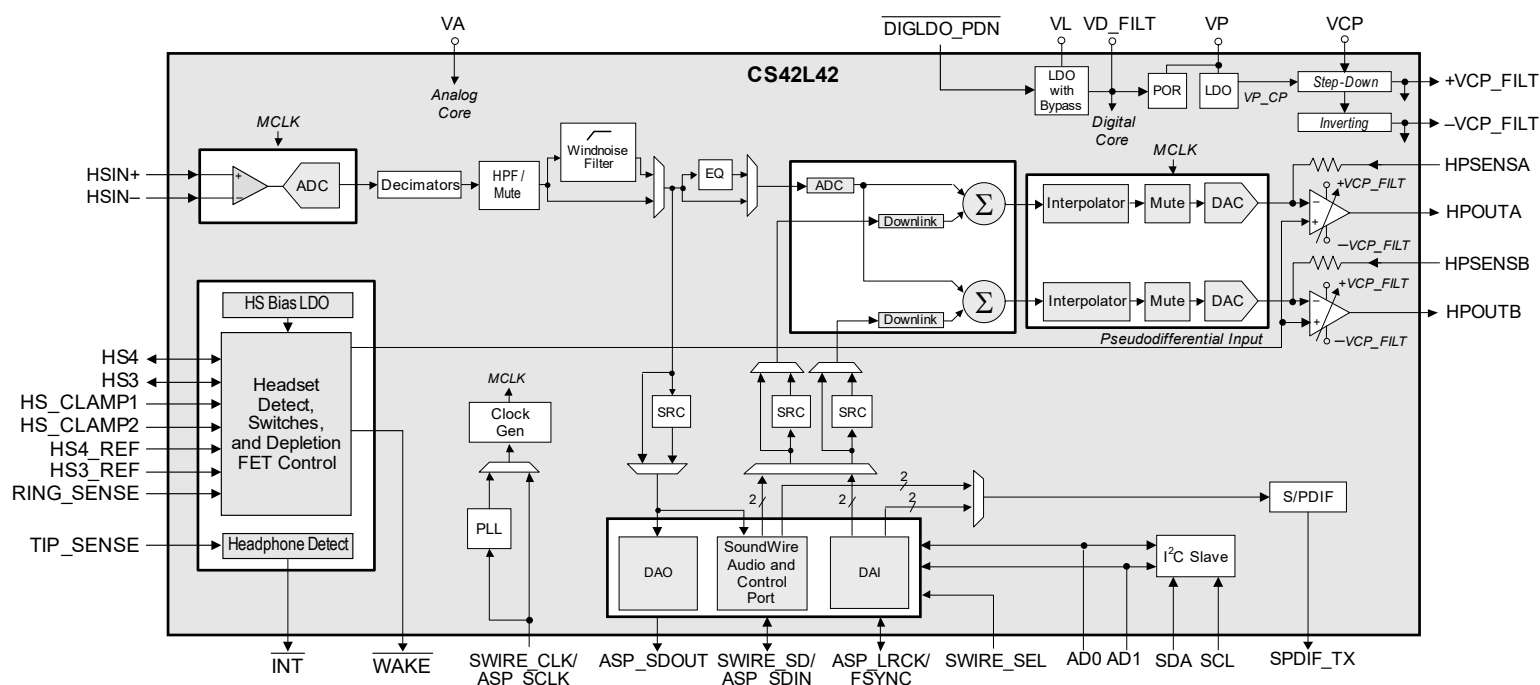 VA
DIGLDO_PDN
VL
VD_FILT
VP
VCP
CS42L42
Analog
Core
LDO
with
Bypass
POR
LDO
VP_CP
Step-Down
+VCP_FILT
Digital
Core
Inverting
–VCP_FILT
MCLK
Windnoise
Filter
MCLK
HPSENSA
HSIN+
HSIN–
+
–
ADC
Decimators
HPF /
Mute
EQ
ADC
Downlink
Σ
Interpolator
Mute
DAC
+VCP_FILT
–
+
–VCP_FILT
HPOUTA
HPSENSB
HS Bias LDO
Downlink
Σ
Interpolator
Mute
DAC
+VCP_FILT
–
+
–VCP_FILT
HPOUTB
Pseudodifferential Input
HS4
HS3
HS_CLAMP1
HS_CLAMP2
HS4_REF
HS3_REF
RING_SENSE
TIP_SENSE
Headset
Detect,
Switches,
and Depletion
FET Control
Headphone Detect
MCLK
Clock
Gen
PLL
SRC
SRC
SRC
2
2
2
2
S/PDIF
DAO
SoundWire
Audio and
Control
Port
DAI
I²C Slave
INT
WAKE
SWIRE_CLK/
ASP_SCLK
ASP_SDOUT
SWIRE_SD/
ASP_SDIN
ASP_LRCK/
FSYNC
SWIRE_SEL
AD0
AD1
SDA
SCL
SPDIF_TX